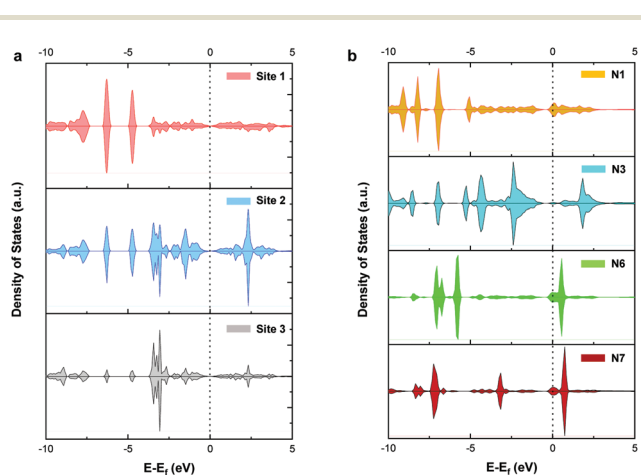 a
-10 -5 0 5
Site 1
Site 2
Site 3
Density of States (a.u.)
-10 -5 0 5
E-Ef (eV)
b
-10 -5 0 5
N1
N3
N6
N7
Density of States (a.u.)
-10 -5 0 5
E-Ef (eV)